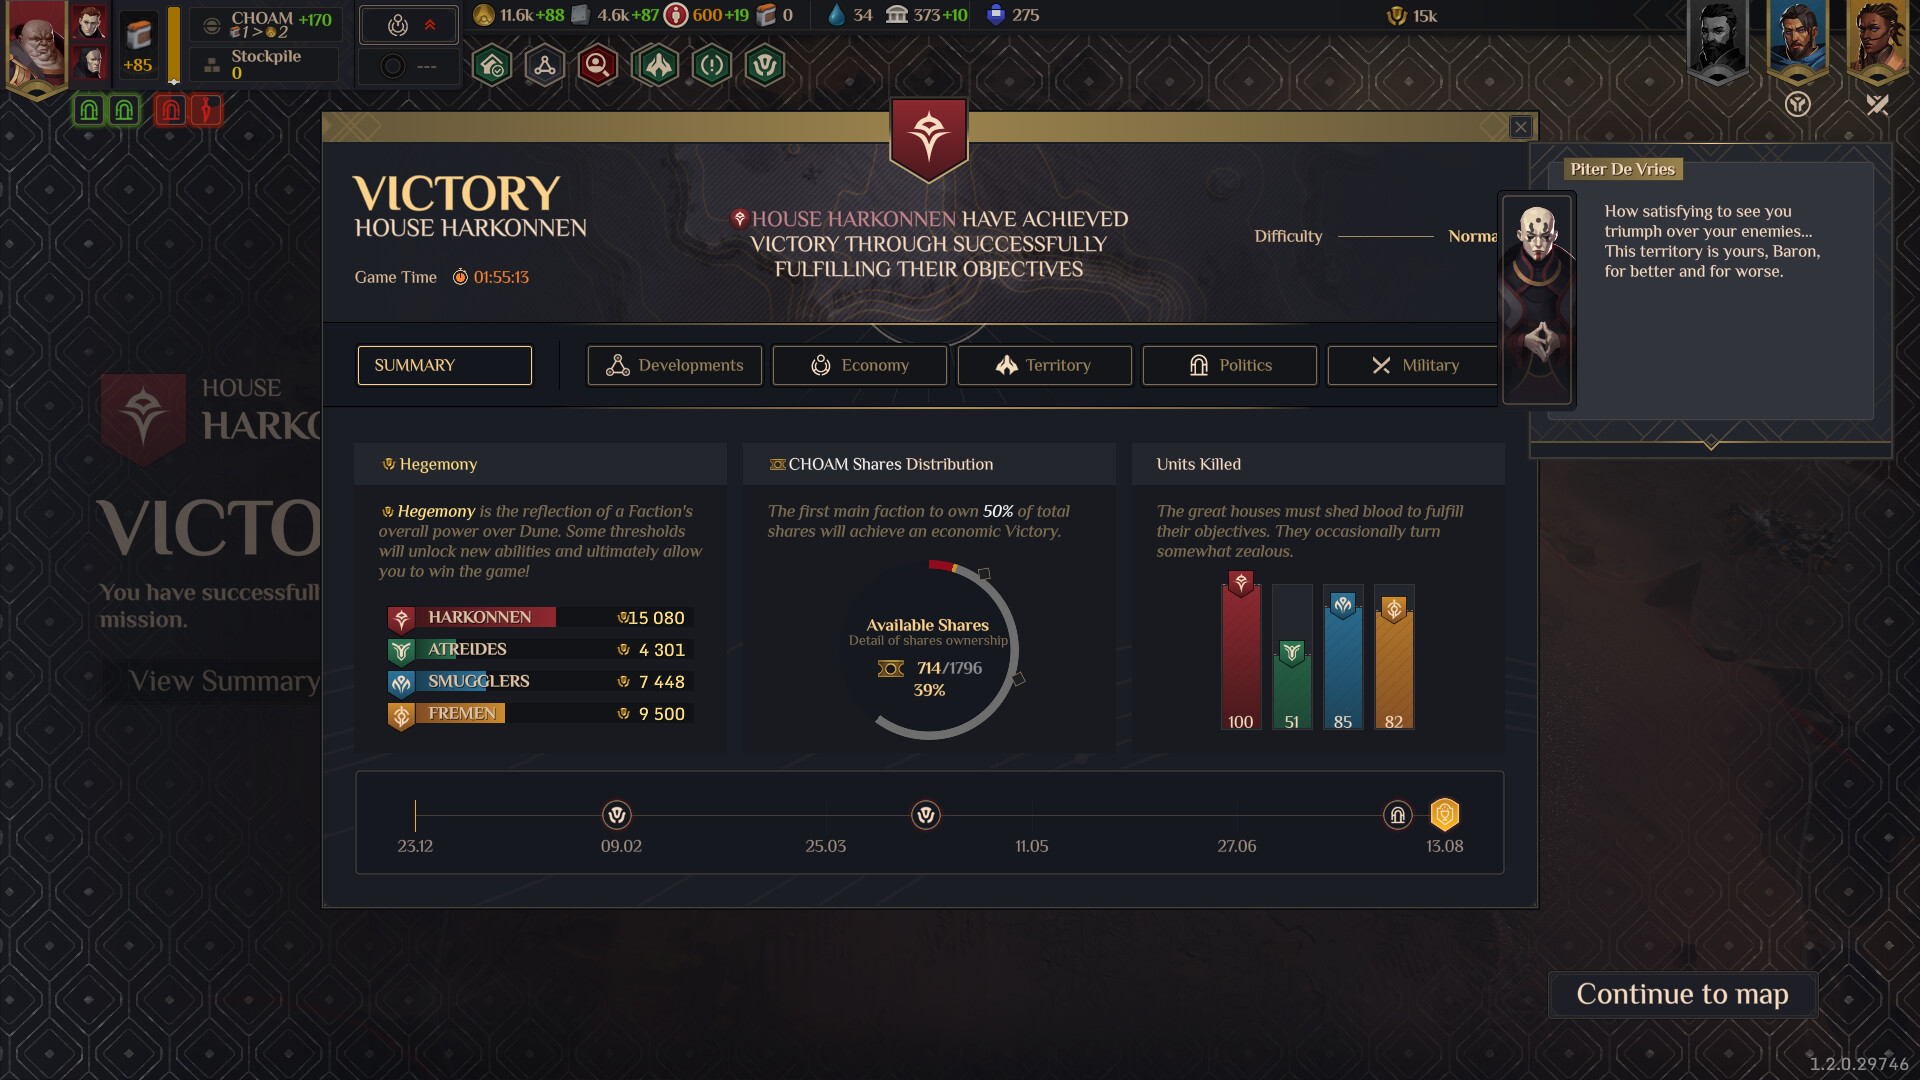 CHOAM +170
1 > 2
Stockpile
0
+85
---
11.6k+88
4.6k+87
600+19
0
34
373+10
275
15k
VICTORY
HOUSE HARKONNEN
Game Time 01:55:13
HOUSE HARKONNEN HAVE ACHIEVED
VICTORY THROUGH SUCCESSFULLY
FULFILLING THEIR OBJECTIVES
Difficulty Norma
Piter De Vries
How satisfying to see you
triumph over your enemies...
This territory is yours, Baron,
for better and for worse.
SUMMARY
Developments
Economy
Territory
Politics
Military
HOUSE
HARKO
VICTO
You have successfull
mission.
View Summary
Hegemony
Hegemony is the reflection of a Faction's
overall power over Dune. Some thresholds
will unlock new abilities and ultimately allow
you to win the game!
HARKONNEN 15 080
ATREIDES 4 301
SMUGGLERS 7 448
FREMEN 9 500
CHOAM Shares Distribution
The first main faction to own 50% of total
shares will achieve an economic Victory.
Available Shares
Detail of shares ownership
714/1796
39%
Units Killed
The great houses must shed blood to fulfill
their objectives. They occasionally turn
somewhat zealous.
100
51
85
82
23.12
09.02
25.03
11.05
27.06
13.08
Continue to map
1.2.0.29746